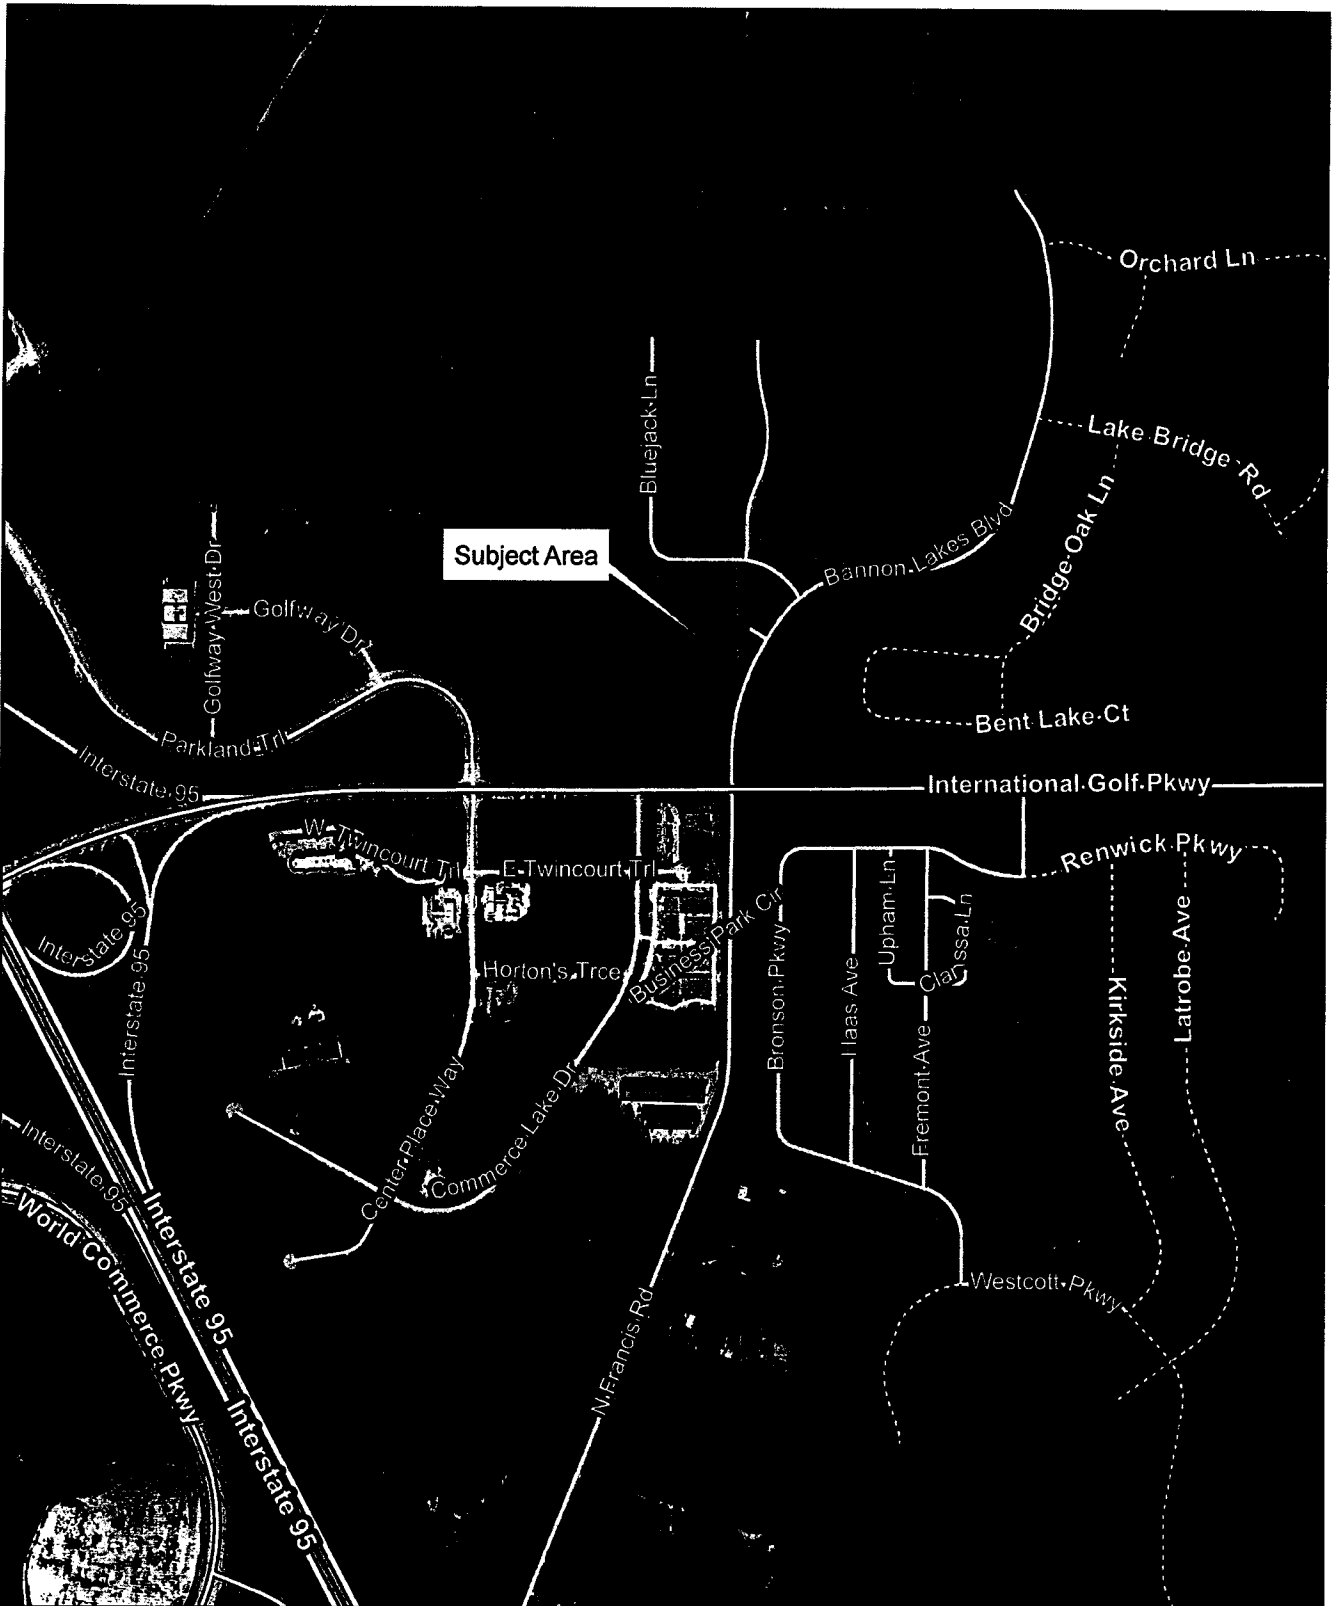 Orchard Ln
Bluejack Ln
Lake Bridge Rd
Bannon Lakes Blvd
Bridge Oak Ln
Subject Area
Golfway West Dr
Golfway Dr
Bent Lake Ct
Parkland Trl
Interstate 95
International Golf Pkwy
W Twincourt Trl
E Twincourt Trl
Renwick Pkwy
Upham Ln
Business Park Cir
Clarissa Ln
Latrobe Ave
Interstate 95
Interstate 95
Horton's Trce
Bronson Pkwy
Haas Ave
Fremont Ave
Kirkside Ave
Center Place Way
Commerce Lake Dr
Interstate 95
World Commerce Pkwy
Interstate 95
Westcott Pkwy
N Francis Rd
Interstate 95